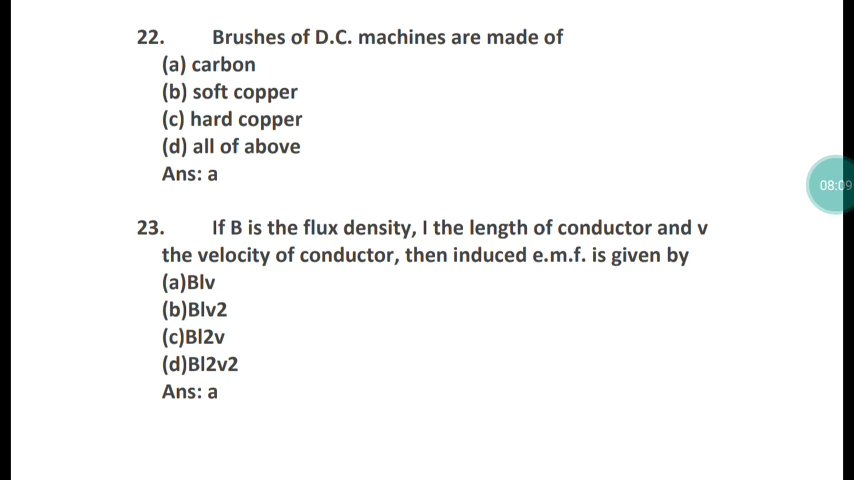 22. Brushes of D.C. machines are made of
(a) carbon
(b) soft copper
(c) hard copper
(d) all of above
Ans: a
08:09
23. If B is the flux density, l the length of conductor and v
the velocity of conductor, then induced e.m.f. is given by
(a)Blv
(b)Blv2
(c)Bl2v
(d)Bl2v2
Ans: a